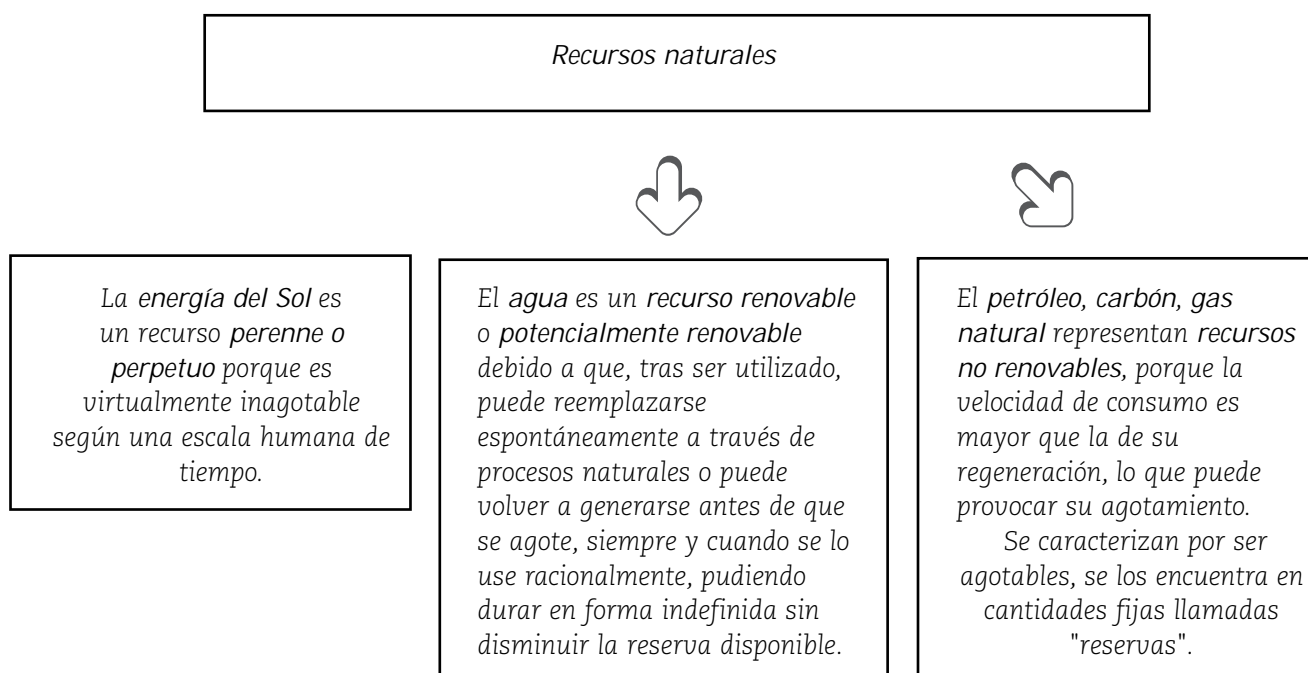 Recursos naturales
La energía del Sol es
un recurso perenne o
perpetuo porque es
virtualmente inagotable
según una escala humana de
tiempo.
El agua es un recurso renovable
o potencialmente renovable
debido a que, tras ser utilizado,
puede reemplazarse
espontáneamente a través de
procesos naturales o puede
volver a generarse antes de que
se agote, siempre y cuando se lo
use racionalmente, pudiendo
durar en forma indefinida sin
disminuir la reserva disponible.
El petróleo, carbón, gas
natural representan recursos
no renovables, porque la
velocidad de consumo es
mayor que la de su
regeneración, lo que puede
provocar su agotamiento.
Se caracterizan por ser
agotables, se los encuentra en
cantidades fijas llamadas
"reservas".